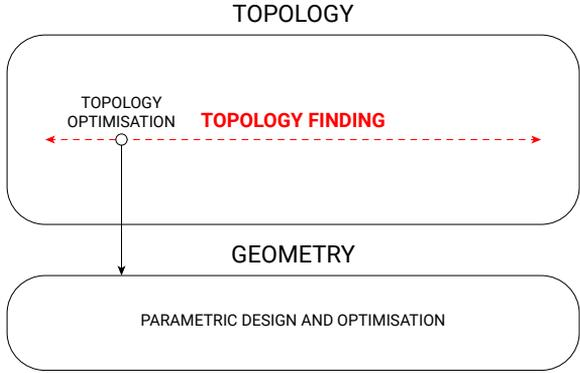 TOPOLOGY
TOPOLOGY
OPTIMISATION
TOPOLOGY FINDING
GEOMETRY
PARAMETRIC DESIGN AND OPTIMISATION